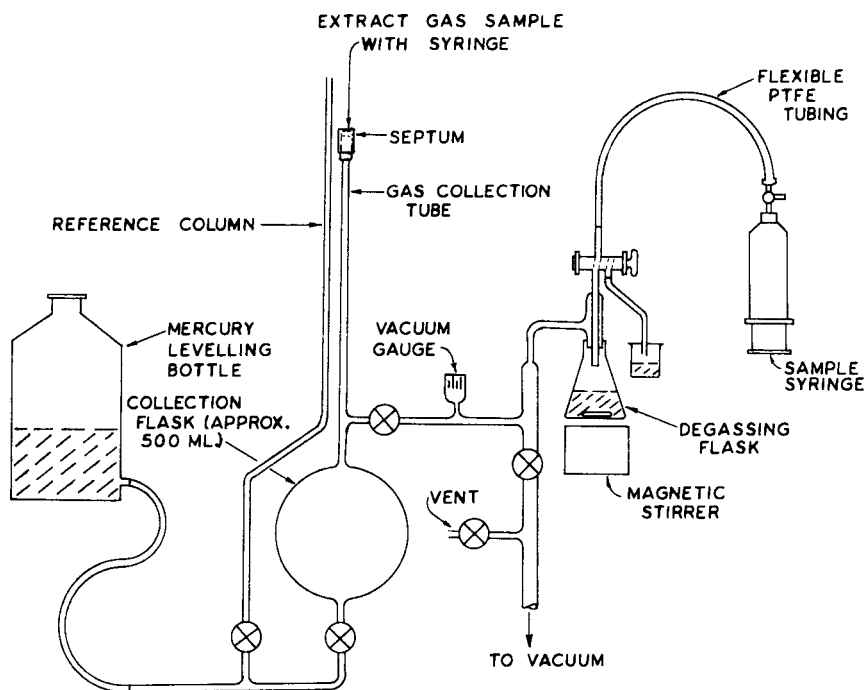 EXTRACT GAS SAMPLE
WITH SYRINGE
FLEXIBLE
PTFE
TUBING
SEPTUM
GAS COLLECTION
TUBE
REFERENCE COLUMN
MERCURY
LEVELLING
BOTTLE
VACUUM
GAUGE
SAMPLE
SYRINGE
COLLECTION
FLASK (APPROX.
500 ML.)
DEGASSING
FLASK
VENT
MAGNETIC
STIRRER
TO VACUUM